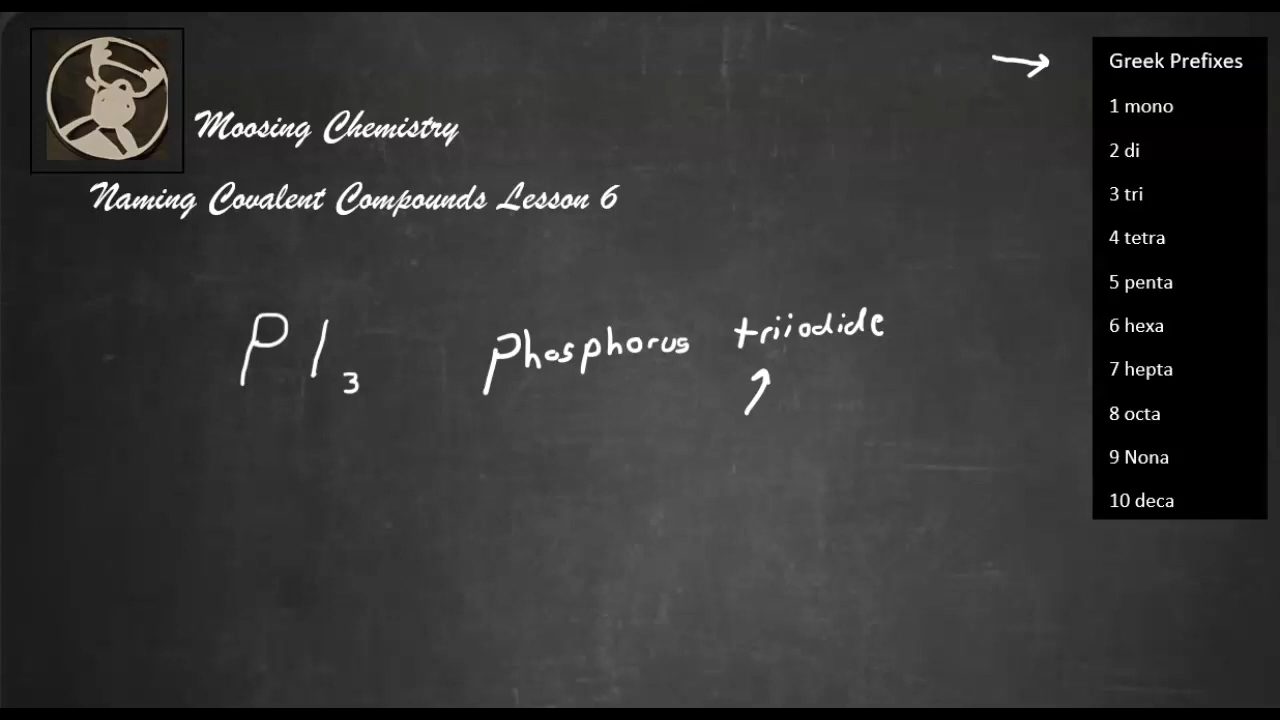 Moosing Chemistry
Naming Covalent Compounds Lesson 6
PI₃ phosphorus triiodide
Greek Prefixes
1 mono
2 di
3 tri
4 tetra
5 penta
6 hexa
7 hepta
8 octa
9 Nona
10 deca